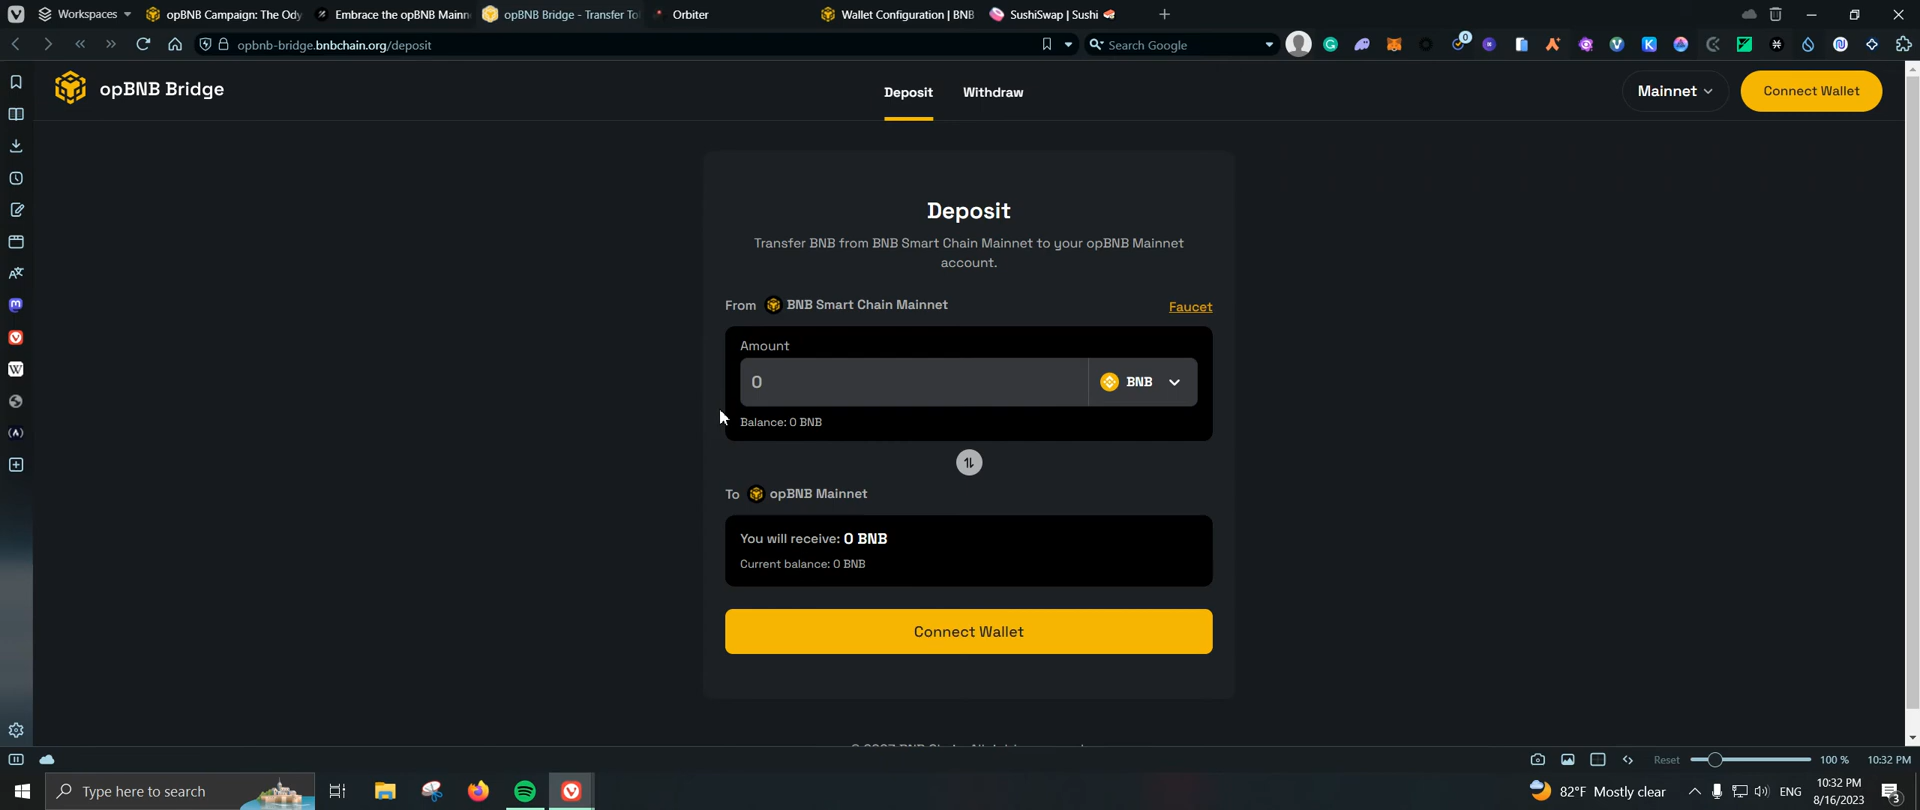 Workspaces
opBNB Campaign: The Ody
Embrace the opBNB Mainn
opBNB Bridge - Transfer To
Orbiter
Wallet Configuration | BNB
SushiSwap | Sushi 🍣
opbnb-bridge.bnbchain.org/deposit
Search Google
0
opBNB Bridge
Deposit
Withdraw
Mainnet
Connect Wallet
Deposit
Transfer BNB from BNB Smart Chain Mainnet to your opBNB Mainnet
account.
From BNB Smart Chain Mainnet
Faucet
Amount
0
BNB
Balance: 0 BNB
To opBNB Mainnet
You will receive: 0 BNB
Current balance: 0 BNB
Connect Wallet
Reset
100 %
10:32 PM
Type here to search
82°F Mostly clear
ENG
10:32 PM
8/16/2023
3